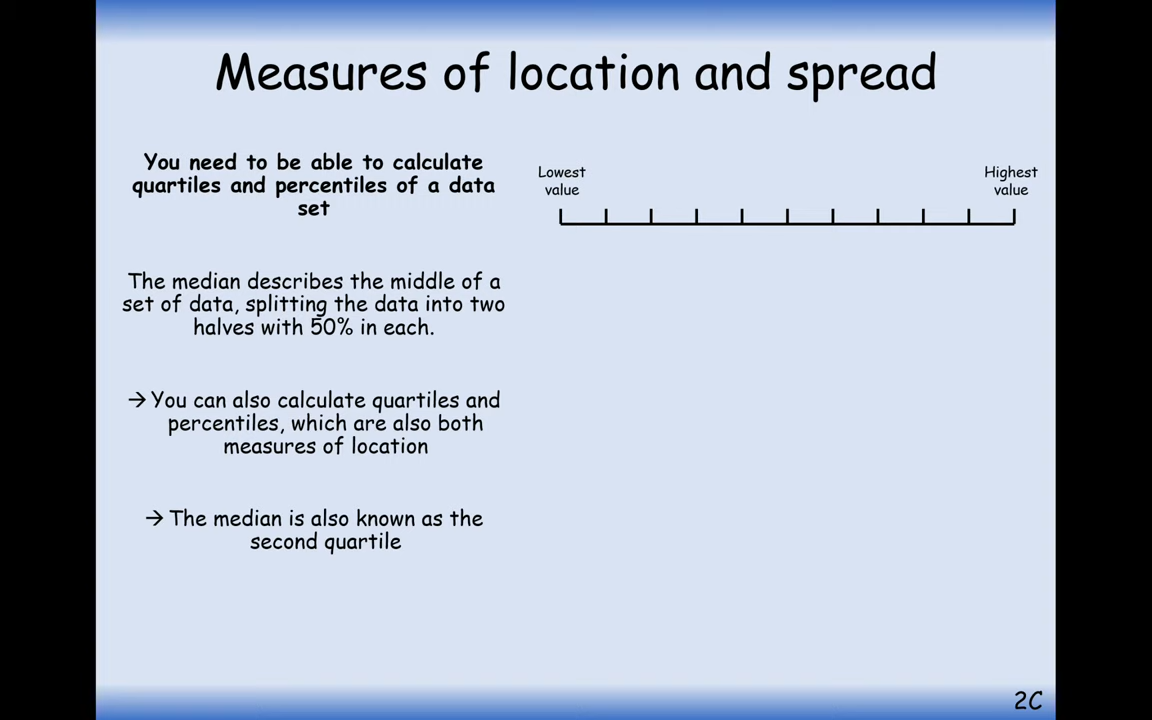 Measures of location and spread
You need to be able to calculate
quartiles and percentiles of a data
set
The median describes the middle of a
set of data, splitting the data into two
halves with 50% in each.
→ You can also calculate quartiles and
percentiles, which are also both
measures of location
→ The median is also known as the
second quartile
Lowest
value
Highest
value
2C